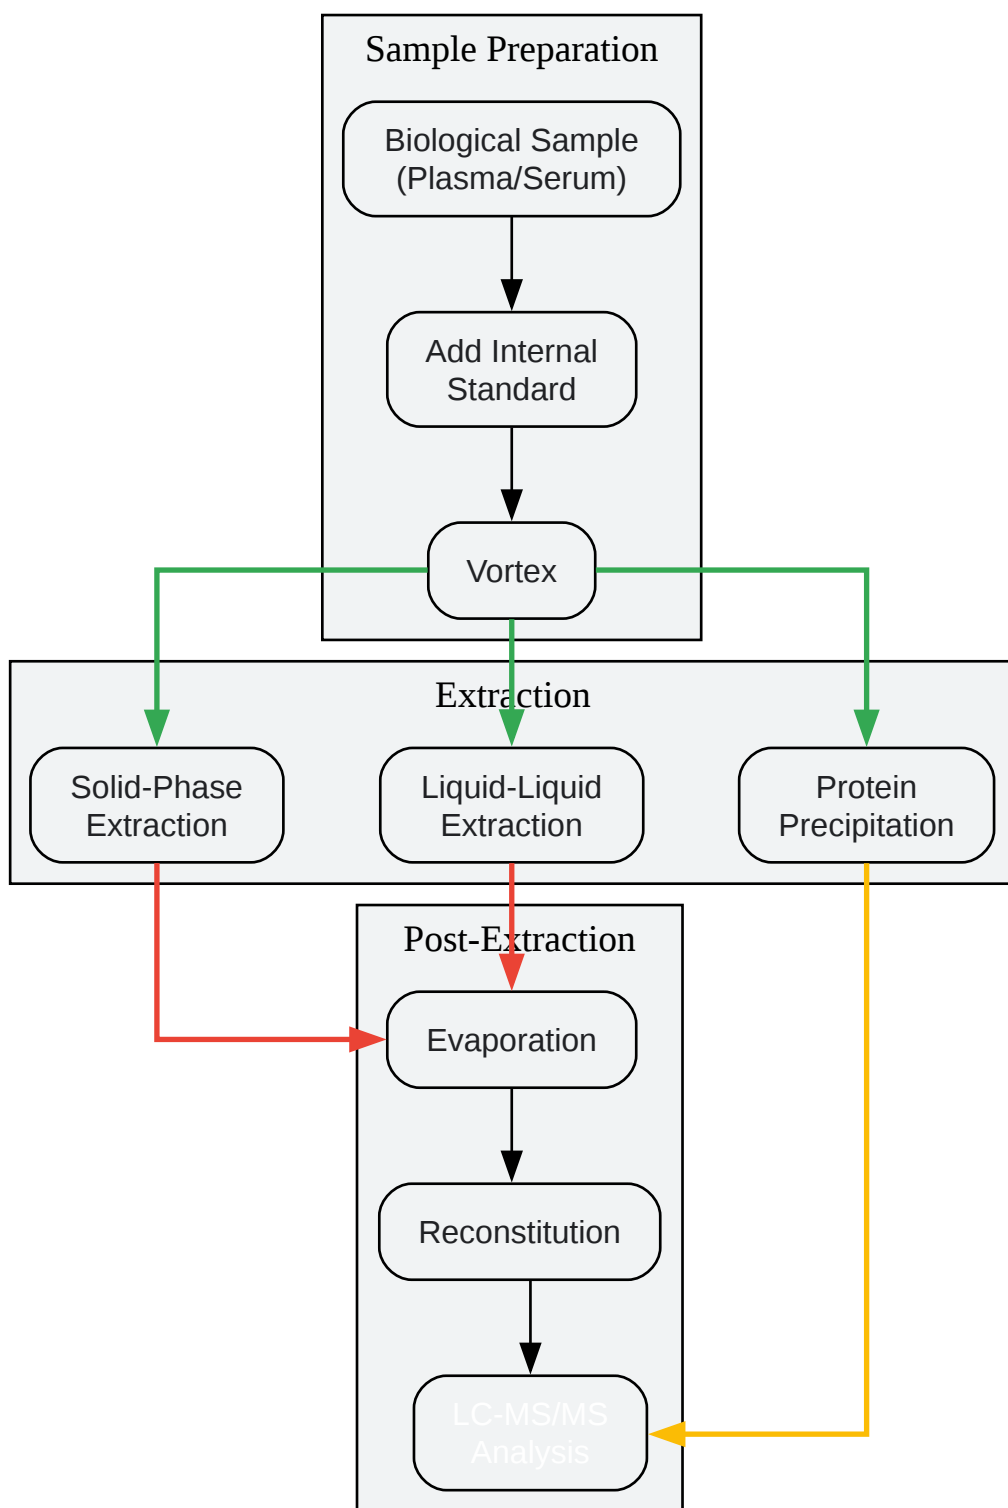 Sample Preparation
Biological Sample
(Plasma/Serum)
Add Internal
Standard
Vortex
Extraction
Solid-Phase
Extraction
Liquid-Liquid
Extraction
Protein
Precipitation
Post-Extraction
Evaporation
Reconstitution
LC-MS/MS
Analysis